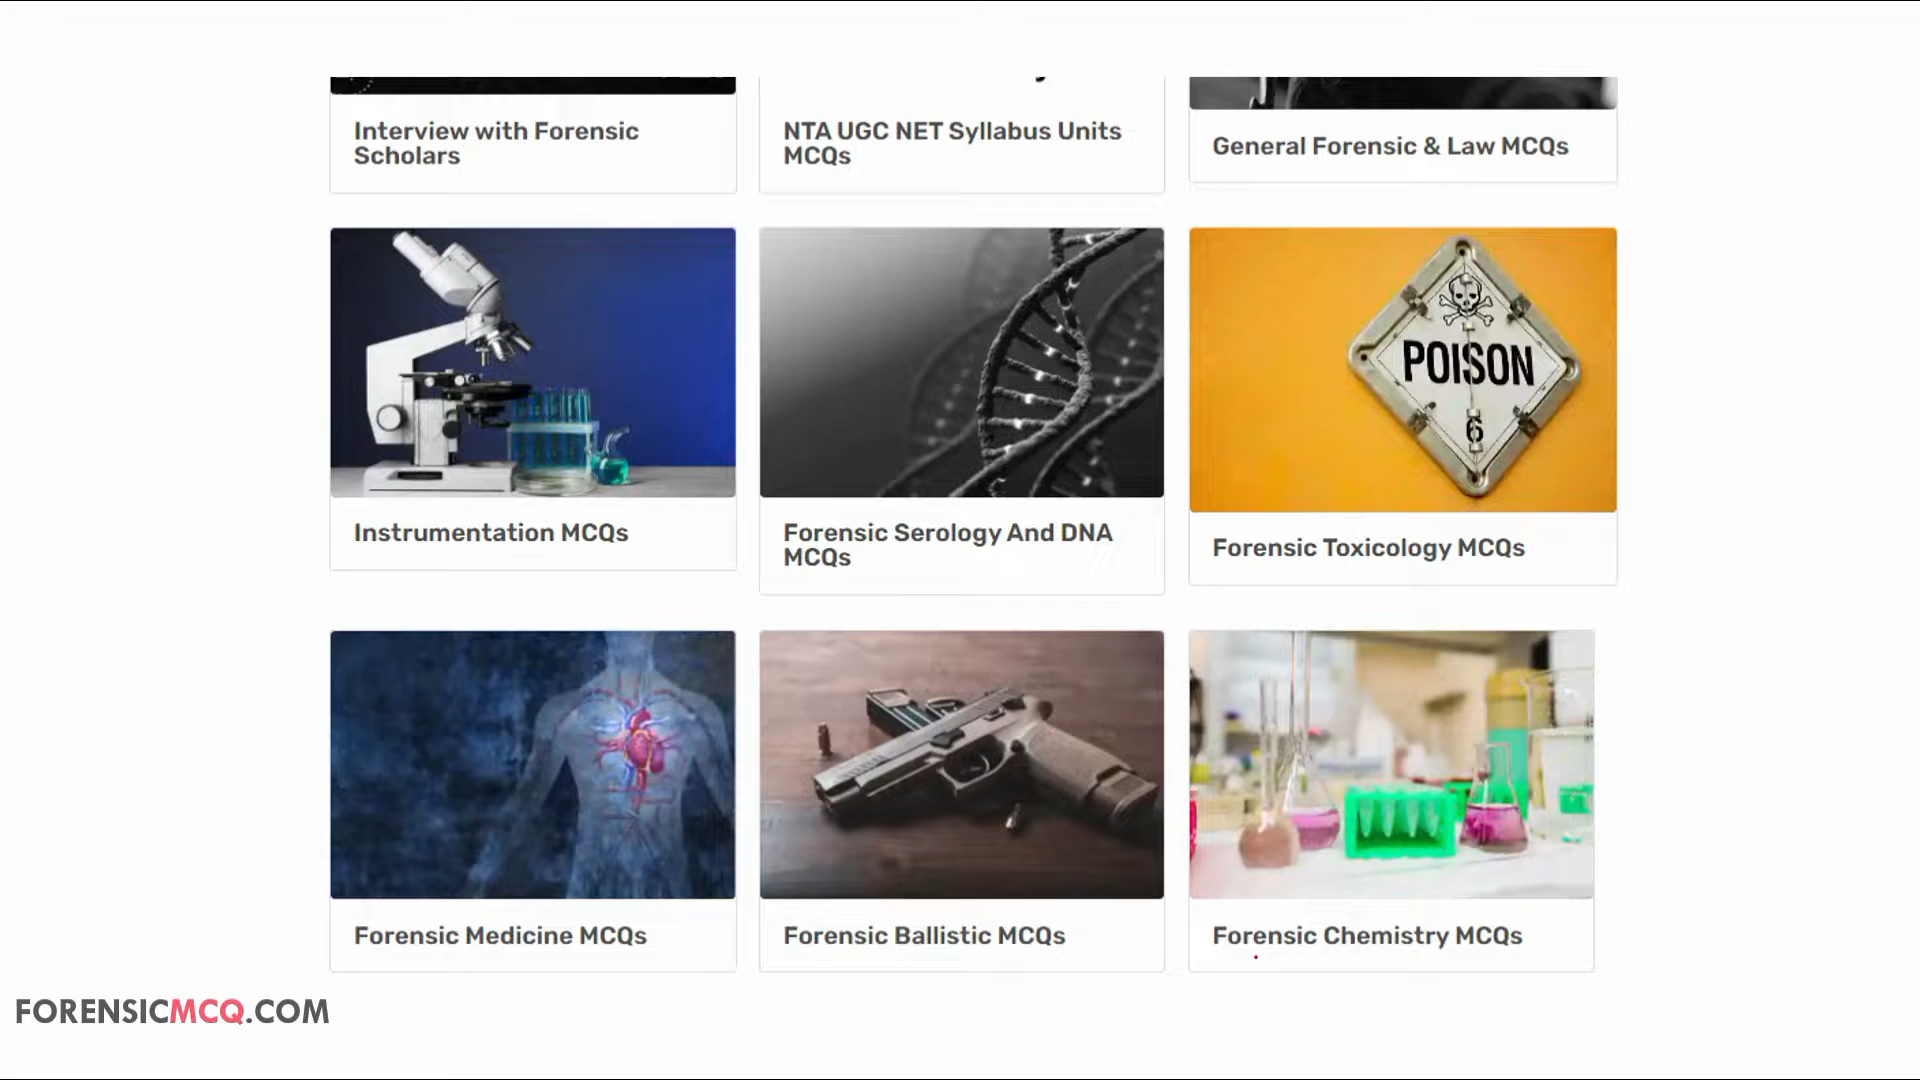 Interview with Forensic
Scholars
NTA UGC NET Syllabus Units
MCQs
General Forensic & Law MCQs
POISON
6
Instrumentation MCQs
Forensic Serology And DNA
MCQs
Forensic Toxicology MCQs
Forensic Medicine MCQs
Forensic Ballistic MCQs
Forensic Chemistry MCQs
FORENSICMCQ.COM